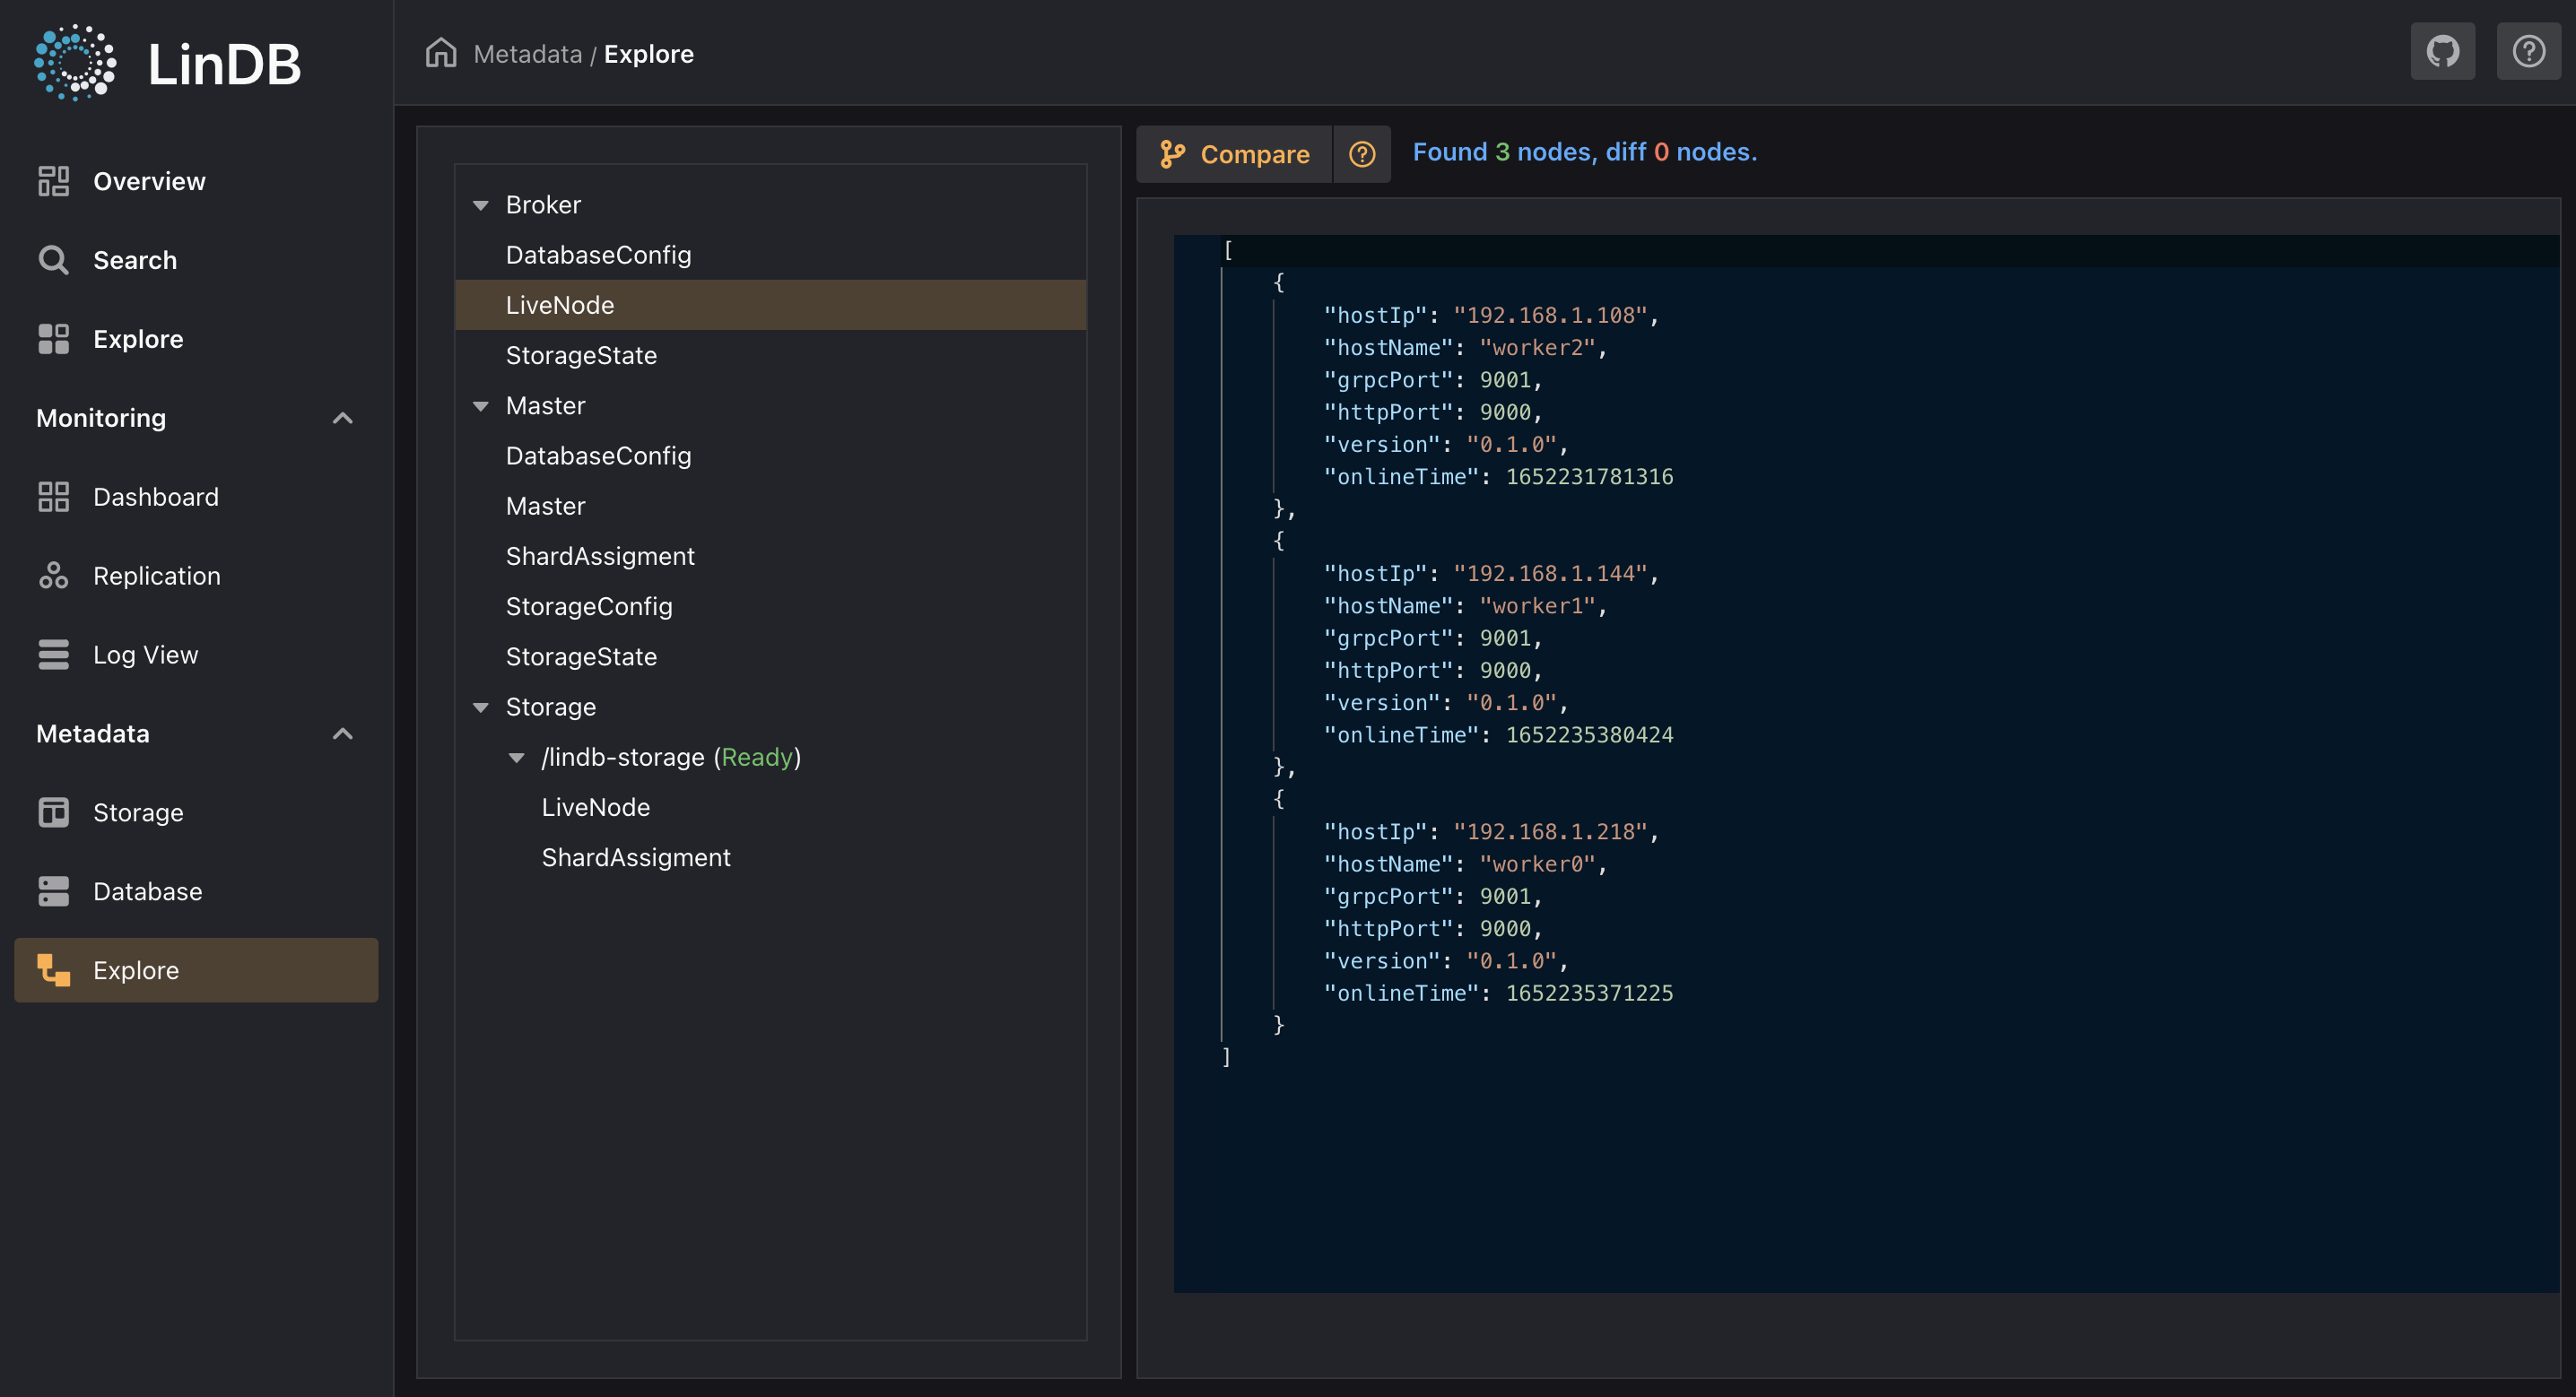 LinDB
Overview
Search
Explore
Monitoring
Dashboard
Replication
Log View
Metadata
Storage
Database
Explore
Metadata / Explore
Broker
DatabaseConfig
LiveNode
StorageState
Master
DatabaseConfig
Master
ShardAssigment
StorageConfig
StorageState
Storage
/lindb-storage (Ready)
LiveNode
ShardAssigment
Compare
Found 3 nodes, diff 0 nodes.
[
{
"hostIp": "192.168.1.108",
"hostName": "worker2",
"grpcPort": 9001,
"httpPort": 9000,
"version": "0.1.0",
"onlineTime": 1652231781316
},
{
"hostIp": "192.168.1.144",
"hostName": "worker1",
"grpcPort": 9001,
"httpPort": 9000,
"version": "0.1.0",
"onlineTime": 1652235380424
},
{
"hostIp": "192.168.1.218",
"hostName": "worker0",
"grpcPort": 9001,
"httpPort": 9000,
"version": "0.1.0",
"onlineTime": 1652235371225
}
]